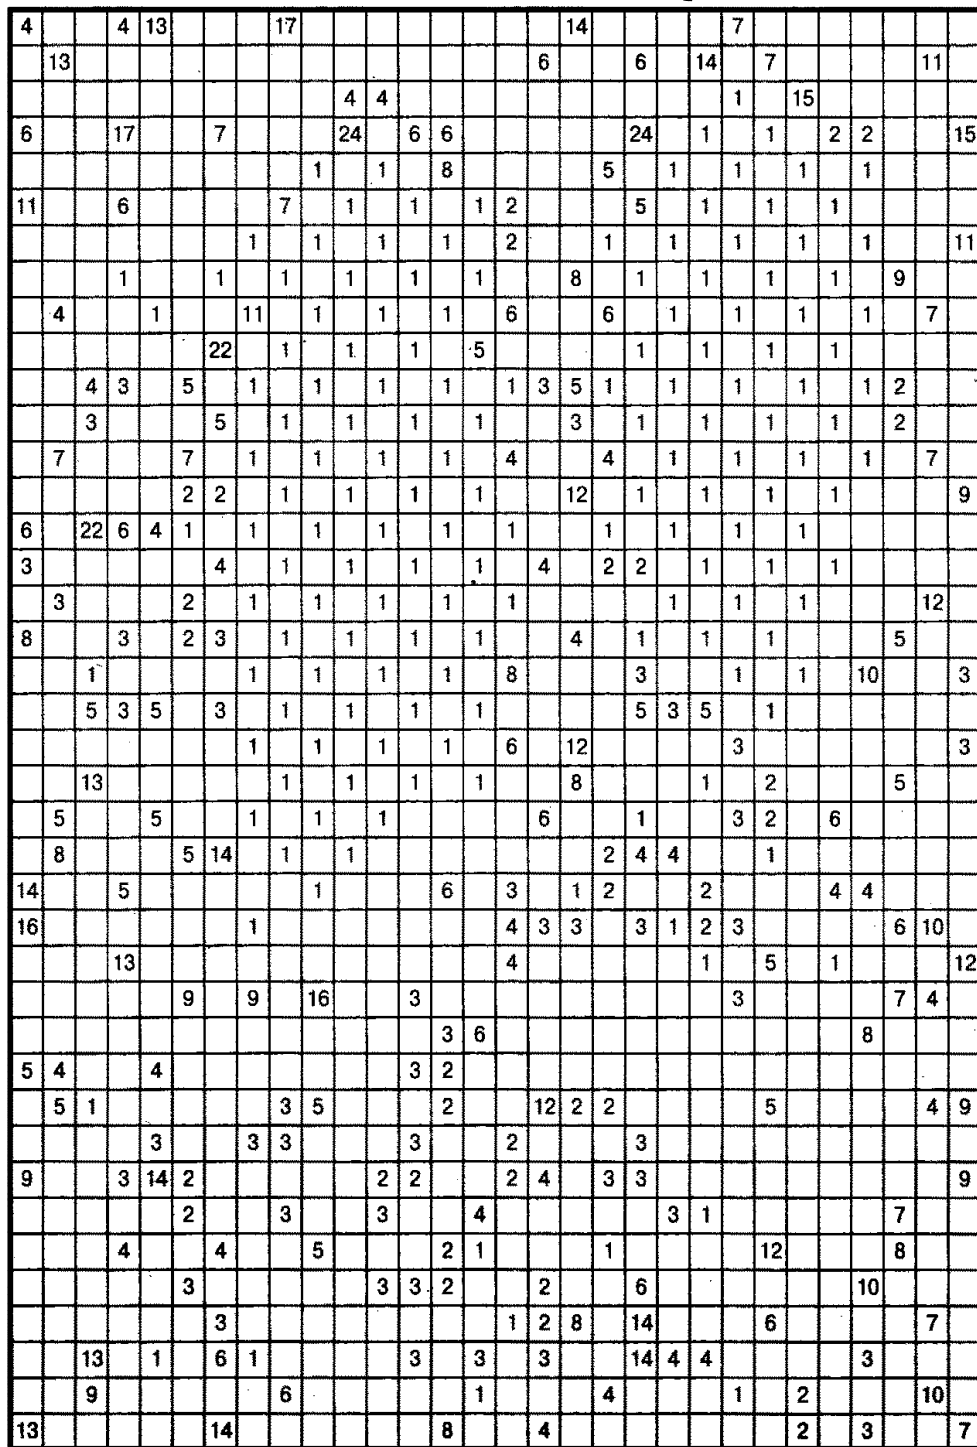 4 4 13 17 14 7
13 6 6 14 7 11
4 4 1 15
6 17 7 24 6 6 24 1 1 2 2 15
1 1 8 5 1 1 1 1
11 6 7 1 1 1 2 5 1 1 1
1 1 1 1 2 1 1 1 1 1 11
1 1 1 1 1 1 8 1 1 1 1 9
4 1 11 1 1 1 6 6 1 1 1 1 7
22 1 1 1 5 1 1 1 1
4 3 5 1 1 1 1 1 3 5 1 1 1 1 1 2
3 5 1 1 1 1 3 1 1 1 1 2
7 7 1 1 1 1 4 4 1 1 1 1 7
2 2 1 1 1 1 12 1 1 1 1 9
6 22 6 4 1 1 1 1 1 1 1 1 1 1
3 4 1 1 1 1 4 2 2 1 1 1
3 2 1 1 1 1 1 1 1 1 12
8 3 2 3 1 1 1 1 4 1 1 1 5
1 1 1 1 1 8 3 1 1 10 3
5 3 5 3 1 1 1 1 5 3 5 1
1 1 1 1 6 12 3 3
13 1 1 1 1 8 1 2 5
5 5 1 1 1 6 1 3 2 6
8 5 14 1 1 2 4 4 1
14 5 1 6 3 1 2 2 4 4
16 1 4 3 3 3 1 2 3 6 10
13 4 1 5 1 12
9 9 16 3 3 7 4
3 6 8
5 4 4 3 2
5 1 3 5 2 12 2 2 5 4 9
3 3 3 3 2 3
9 3 14 2 2 2 2 4 3 3 9
2 3 3 4 3 1 7
4 4 5 2 1 1 12 8
3 3 3 2 2 6 10
3 1 2 8 14 6 7
13 1 6 1 3 3 3 14 4 4 3
9 6 1 4 1 2 10
13 14 8 4 2 3 7